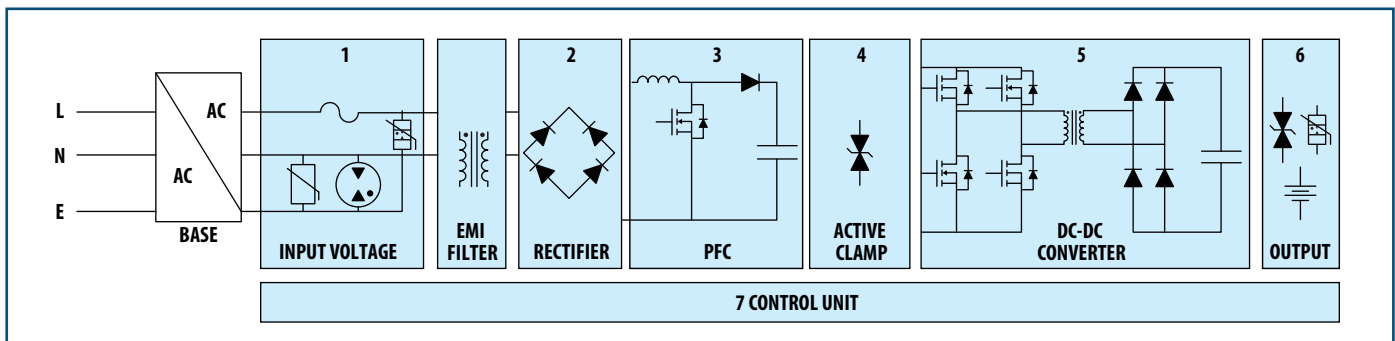 L
N
E
AC
AC
BASE
1
INPUT VOLTAGE
EMI
FILTER
2
RECTIFIER
3
PFC
4
ACTIVE
CLAMP
5
DC-DC
CONVERTER
6
OUTPUT
7 CONTROL UNIT